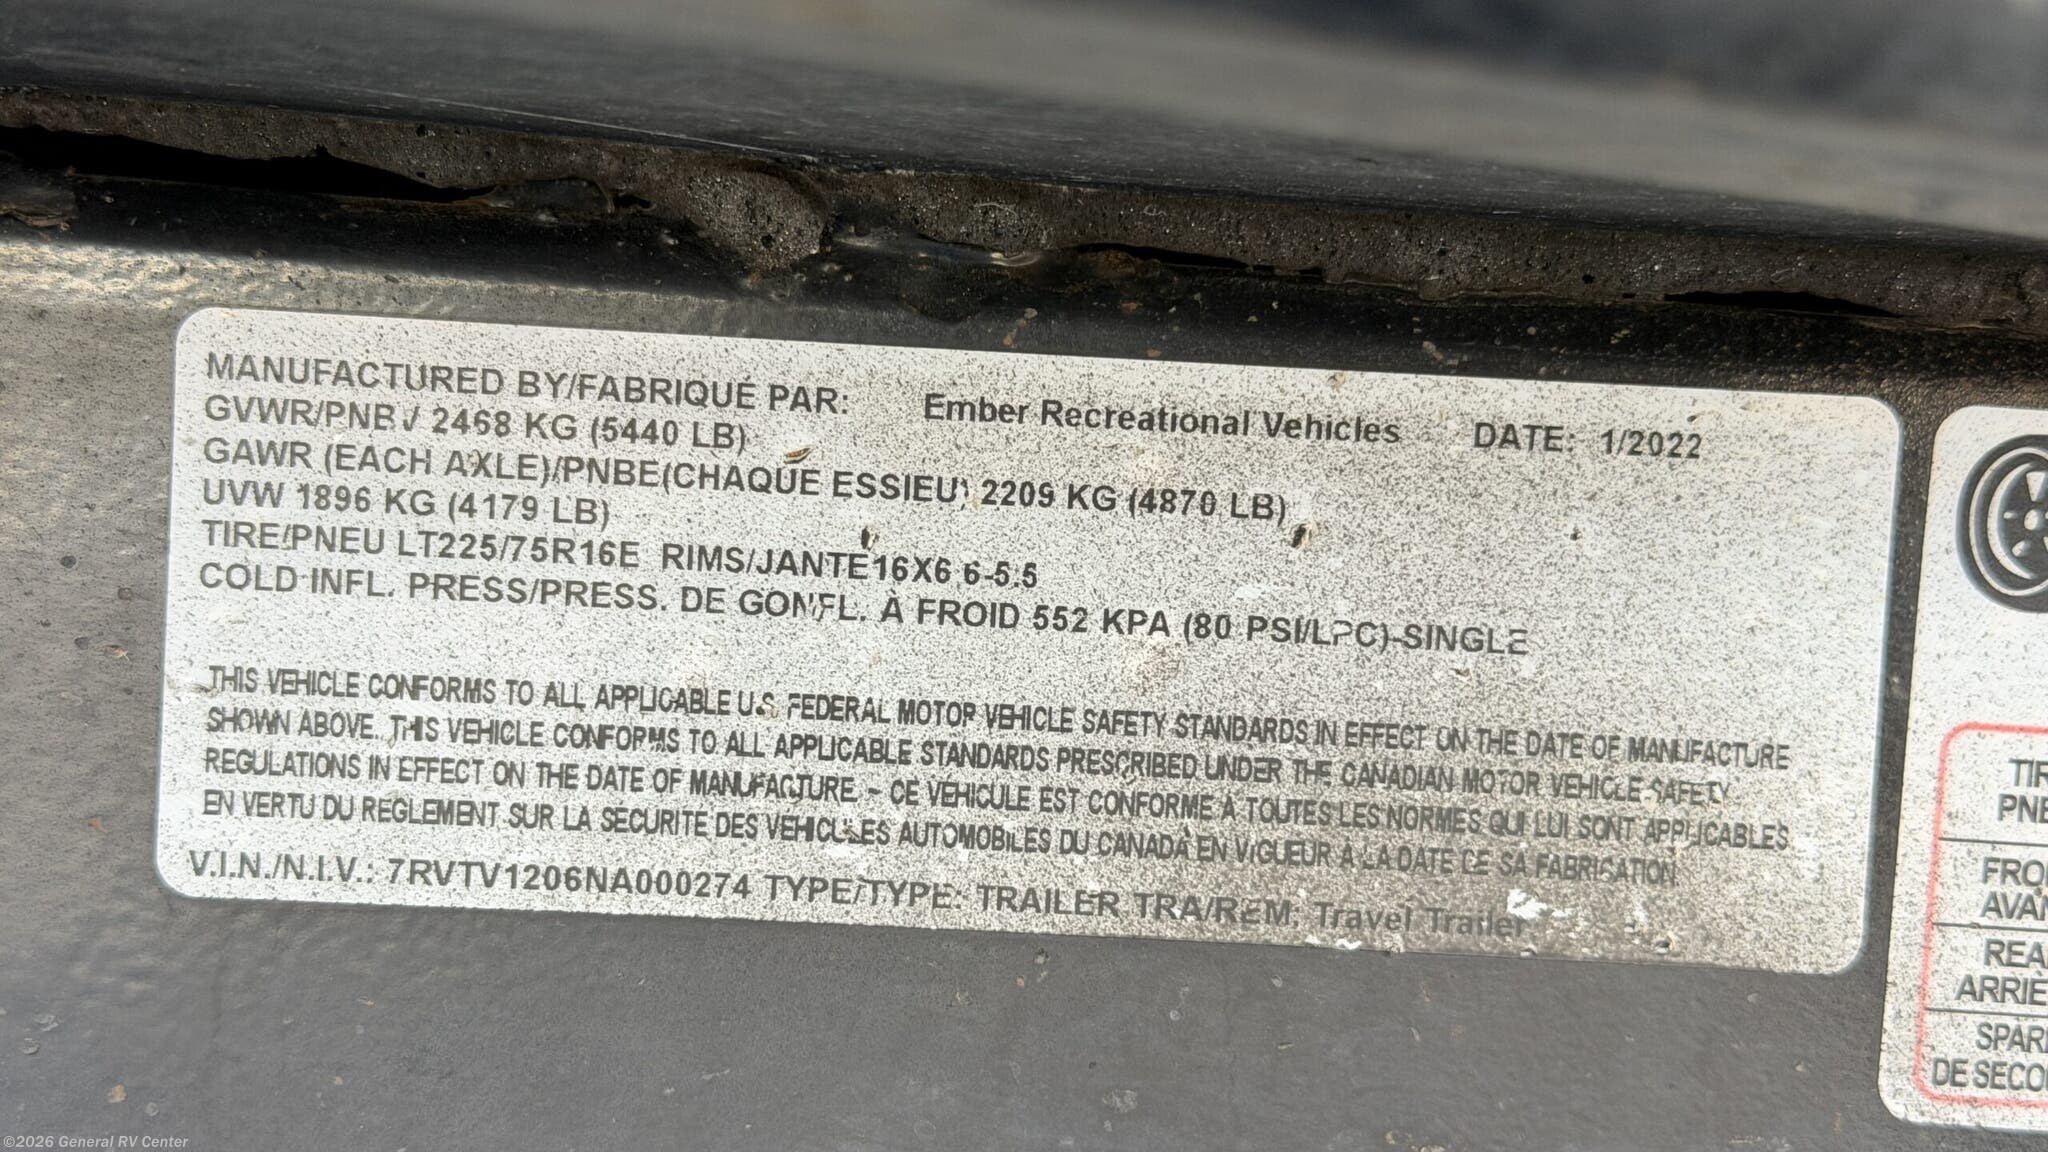 MANUFACTURED BY/FABRIQUÉ PAR: Ember Recreational Vehicles DATE: 1/2022
GVWR/PNBV 2468 KG (5440 LB)
GAWR (EACH AXLE)/PNBE(CHAQUE ESSIEU) 2209 KG (4870 LB)
UVW 1896 KG (4179 LB)
TIRE/PNEU LT225/75R16E RIMS/JANTE16X6 6-5.5
COLD INFL. PRESS/PRESS. DE GONFL. À FROID 552 KPA (80 PSI/LPC)-SINGLE
THIS VEHICLE CONFORMS TO ALL APPLICABLE U.S. FEDERAL MOTOR VEHICLE SAFETY STANDARDS IN EFFECT ON THE DATE OF MANUFACTURE
SHOWN ABOVE. THIS VEHICLE CONFORMS TO ALL APPLICABLE STANDARDS PRESCRIBED UNDER THE CANADIAN MOTOR VEHICLE SAFETY
REGULATIONS IN EFFECT ON THE DATE OF MANUFACTURE. - CE VEHICULE EST CONFORME À TOUTES LES NORMES QUI LUI SONT APPLICABLES
EN VERTU DU REGLEMENT SUR LA SECURITE DES VEHICULES AUTOMOBILES DU CANADA EN VIGUEUR A LA DATE DE SA FABRICATION
V.I.N./N.I.V.: 7RVTV1206NA000274 TYPE/TYPE: TRAILER TRA/REM: Travel Trailer
TIR
PNE
FRO
AVAN
REA
ARRIÈ
SPAR
DE SECO
©2026 General RV Center